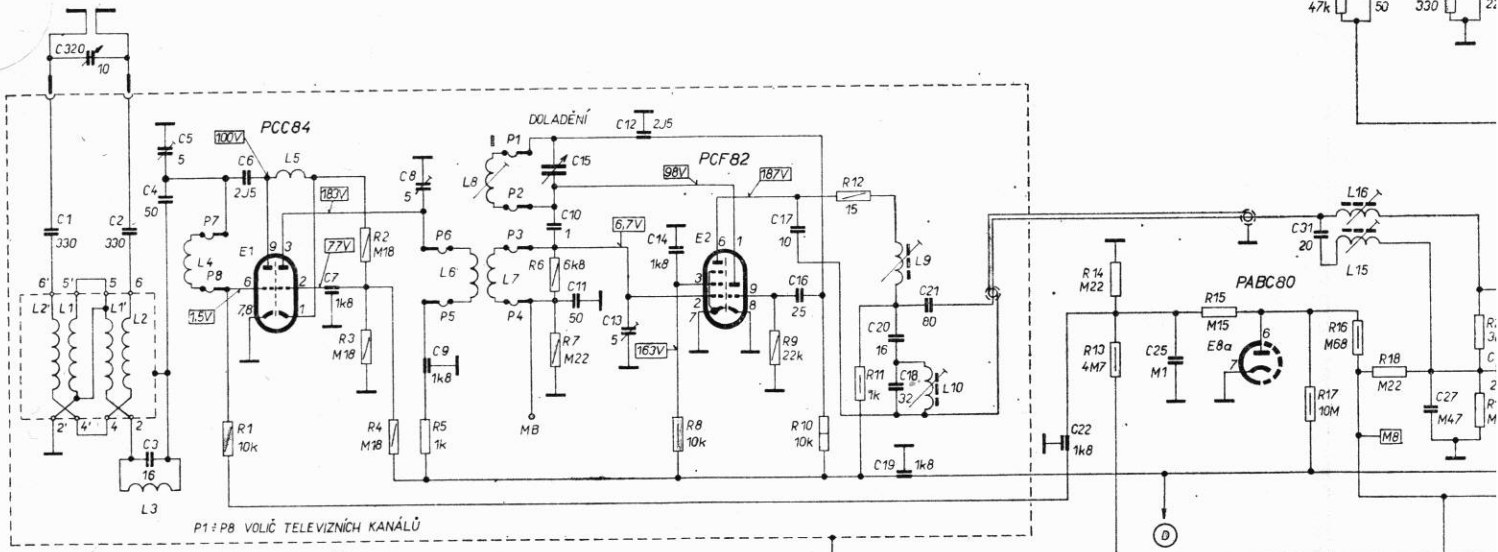 47k
50
330
22
C320
10
PCC84
DOLADĚNÍ
C12
2J5
C5
5
100V
P1
C15
PCF82
C4
50
C6
2J5
L5
183V
C8
5
L8
P2
98V
187V
R12
15
C1
330
C2
330
P7
L4
P8
E1
9
3
R2
M18
77V
C10
1
6,7V
C14
1k8
C17
10
L16
C31
20
L15
P6
P3
L6
L7
R6
6k8
E2
6
1
L9
R14
M22
PABC80
6'
5'
5
6
L2'
L1
L1'
L2
1,5V
6
7,8
2
1
C7
1k8
P5
P4
C11
50
3
2
7
9
8
C16
25
C21
80
R15
M15
R3
M18
C13
5
R7
M22
163V
R9
22k
C20
16
C18
32
L10
R11
1k
R13
4M7
C25
M1
E8a
6
7
R16
M68
R18
M22
C9
1k8
R17
10M
C27
M47
2'
4'
4
2
C3
16
L3
R1
10k
R4
M18
R5
1k
MB
R8
10k
R10
10k
C19
1k8
C22
1k8
M8
P1÷P8 VOLIČ TELEVIZNÍCH KANÁLŮ
D